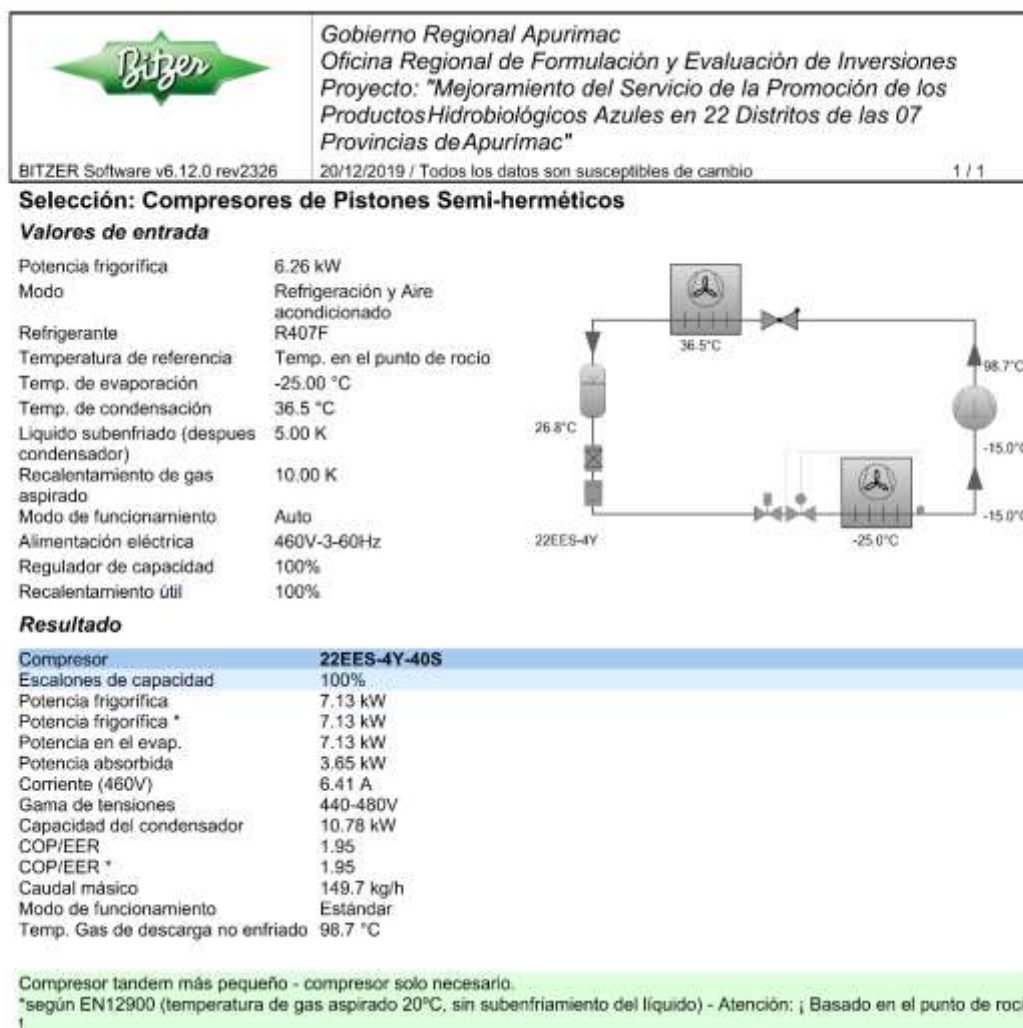 Bitzer
Gobierno Regional Apurimac
Oficina Regional de Formulación y Evaluación de Inversiones
Proyecto: "Mejoramiento del Servicio de la Promoción de los
Productos Hidrobiológicos Azules en 22 Distritos de las 07
Provincias de Apurímac"
BITZER Software v6.12.0 rev2326 20/12/2019 / Todos los datos son susceptibles de cambio 1 / 1
Selección: Compresores de Pistones Semi-herméticos
Valores de entrada
Potencia frigorífica 6.26 kW
Modo Refrigeración y Aire
acondicionado
Refrigerante R407F
Temperatura de referencia Temp. en el punto de rocío
Temp. de evaporación -25.00 °C
Temp. de condensación 36.5 °C
Liquido subenfriado (despues 5.00 K
condensador)
Recalentamiento de gas 10.00 K
aspirado
Modo de funcionamiento Auto
Alimentación eléctrica 460V-3-60Hz
Regulador de capacidad 100%
Recalentamiento útil 100%
36.5°C
98.7°C
26.8°C
-15.0°C
-15.0°C
22EES-4Y
-25.0°C
Resultado
Compresor 22EES-4Y-40S
Escalones de capacidad 100%
Potencia frigorífica 7.13 kW
Potencia frigorífica * 7.13 kW
Potencia en el evap. 7.13 kW
Potencia absorbida 3.65 kW
Corriente (460V) 6.41 A
Gama de tensiones 440-480V
Capacidad del condensador 10.78 kW
COP/EER 1.95
COP/EER * 1.95
Caudal másico 149.7 kg/h
Modo de funcionamiento Estándar
Temp. Gas de descarga no enfriado 98.7 °C
Compresor tandem más pequeño - compresor solo necesario.
*según EN12900 (temperatura de gas aspirado 20ºC, sin subenfriamiento del líquido) - Atención: ¡ Basado en el punto de rocí
!